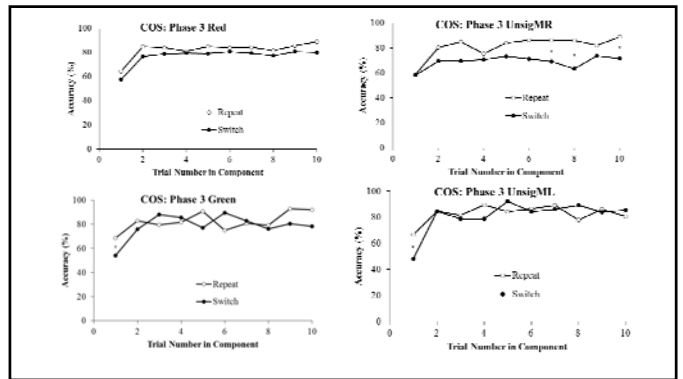 COS: Phase 3 Red
100
80
60
40
20
0
Accuracy (%)
Repeat
Switch
0 2 4 6 8 10
Trial Number in Component
COS: Phase 3 UnsigMR
100
80
60
40
20
0
Accuracy (%)
*
*
*
Repeat
Switch
0 2 4 6 8 10
Trial Number in Component
COS: Phase 3 Green
100
80
60
40
20
0
Accuracy (%)
*
Repeat
Switch
0 2 4 6 8 10
Trial Number in Component
COS: Phase 3 UnsigML
100
80
60
40
20
0
Accuracy (%)
*
Repeat
Switch
0 2 4 6 8 10
Trial Number in Component